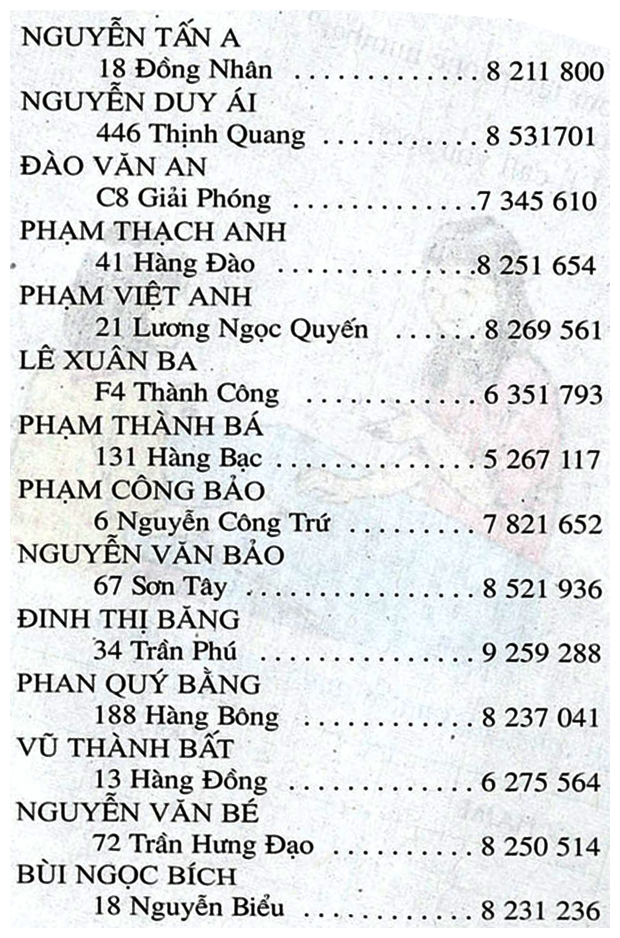 NGUYỄN TẤN A
18 Đồng Nhân ............. 8 211 800
NGUYỄN DUY ÁI
446 Thịnh Quang ........... 8 531701
ĐÀO VĂN AN
C8 Giải Phóng .............7 345 610
PHẠM THẠCH ANH
41 Hàng Đào ..............8 251 654
PHẠM VIỆT ANH
21 Lương Ngọc Quyến ...... 8 269 561
LÊ XUÂN BA
F4 Thành Công ............ 6 351 793
PHẠM THÀNH BÁ
131 Hàng Bạc .............. 5 267 117
PHẠM CÔNG BẢO
6 Nguyễn Công Trứ ......... 7 821 652
NGUYỄN VĂN BẢO
67 Sơn Tây ................ 8 521 936
ĐINH THỊ BĂNG
34 Trần Phú ............... 9 259 288
PHAN QUÝ BẰNG
188 Hàng Bông ............ 8 237 041
VŨ THÀNH BẤT
13 Hàng Đồng ............. 6 275 564
NGUYỄN VĂN BÉ
72 Trần Hưng Đạo .......... 8 250 514
BÙI NGỌC BÍCH
18 Nguyễn Biểu ............ 8 231 236